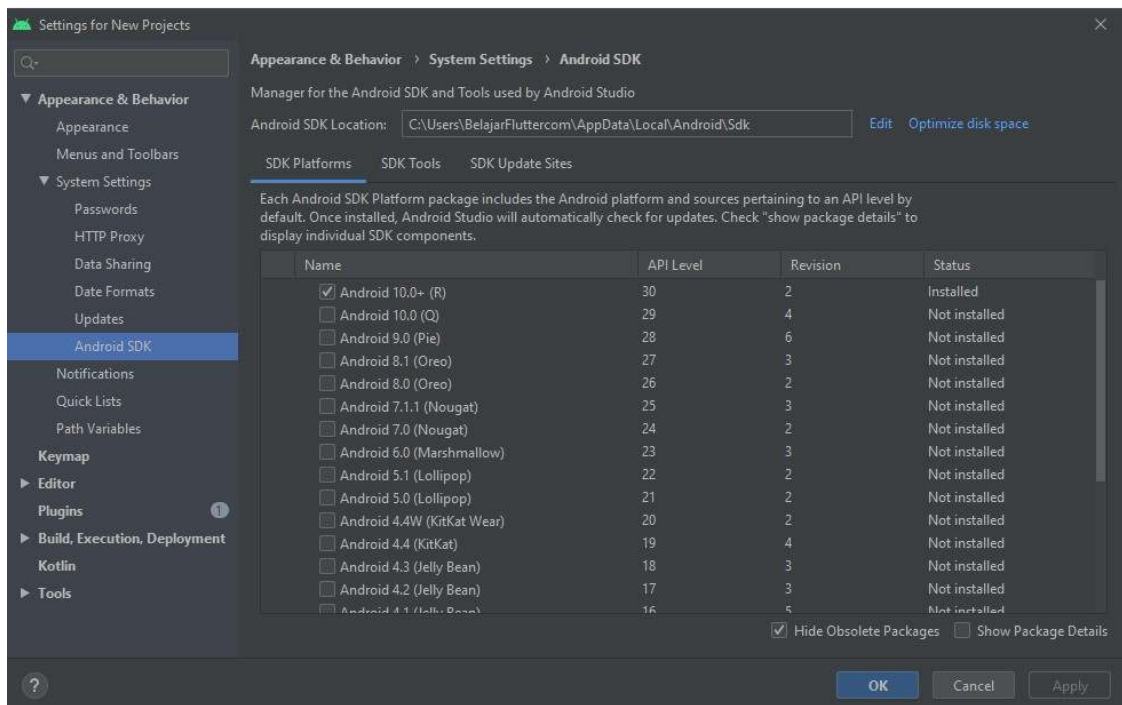 Settings for New Projects
Appearance & Behavior
Appearance
Menus and Toolbars
System Settings
Passwords
HTTP Proxy
Data Sharing
Date Formats
Updates
Android SDK
Notifications
Quick Lists
Path Variables
Keymap
Editor
Plugins 1
Build, Execution, Deployment
Kotlin
Tools
Appearance & Behavior > System Settings > Android SDK
Manager for the Android SDK and Tools used by Android Studio
Android SDK Location: C:\Users\BelajarFluttercom\AppData\Local\Android\Sdk Edit Optimize disk space
SDK Platforms SDK Tools SDK Update Sites
Each Android SDK Platform package includes the Android platform and sources pertaining to an API level by
default. Once installed, Android Studio will automatically check for updates. Check "show package details" to
display individual SDK components.
Name API Level Revision Status
Android 10.0+ (R) 30 2 Installed
Android 10.0 (Q) 29 4 Not installed
Android 9.0 (Pie) 28 6 Not installed
Android 8.1 (Oreo) 27 3 Not installed
Android 8.0 (Oreo) 26 2 Not installed
Android 7.1.1 (Nougat) 25 3 Not installed
Android 7.0 (Nougat) 24 2 Not installed
Android 6.0 (Marshmallow) 23 3 Not installed
Android 5.1 (Lollipop) 22 2 Not installed
Android 5.0 (Lollipop) 21 2 Not installed
Android 4.4W (KitKat Wear) 20 2 Not installed
Android 4.4 (KitKat) 19 4 Not installed
Android 4.3 (Jelly Bean) 18 3 Not installed
Android 4.2 (Jelly Bean) 17 3 Not installed
Android 4.1 (Jelly Bean) 16 5 Not installed
Hide Obsolete Packages Show Package Details
? OK Cancel Apply